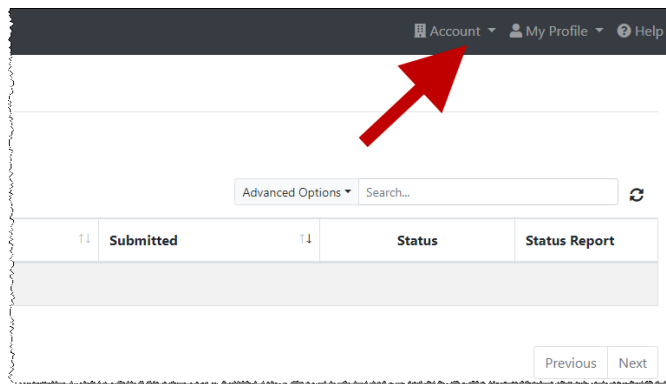 Account My Profile Help
Advanced Options Search...
Submitted Status Status Report
Previous Next